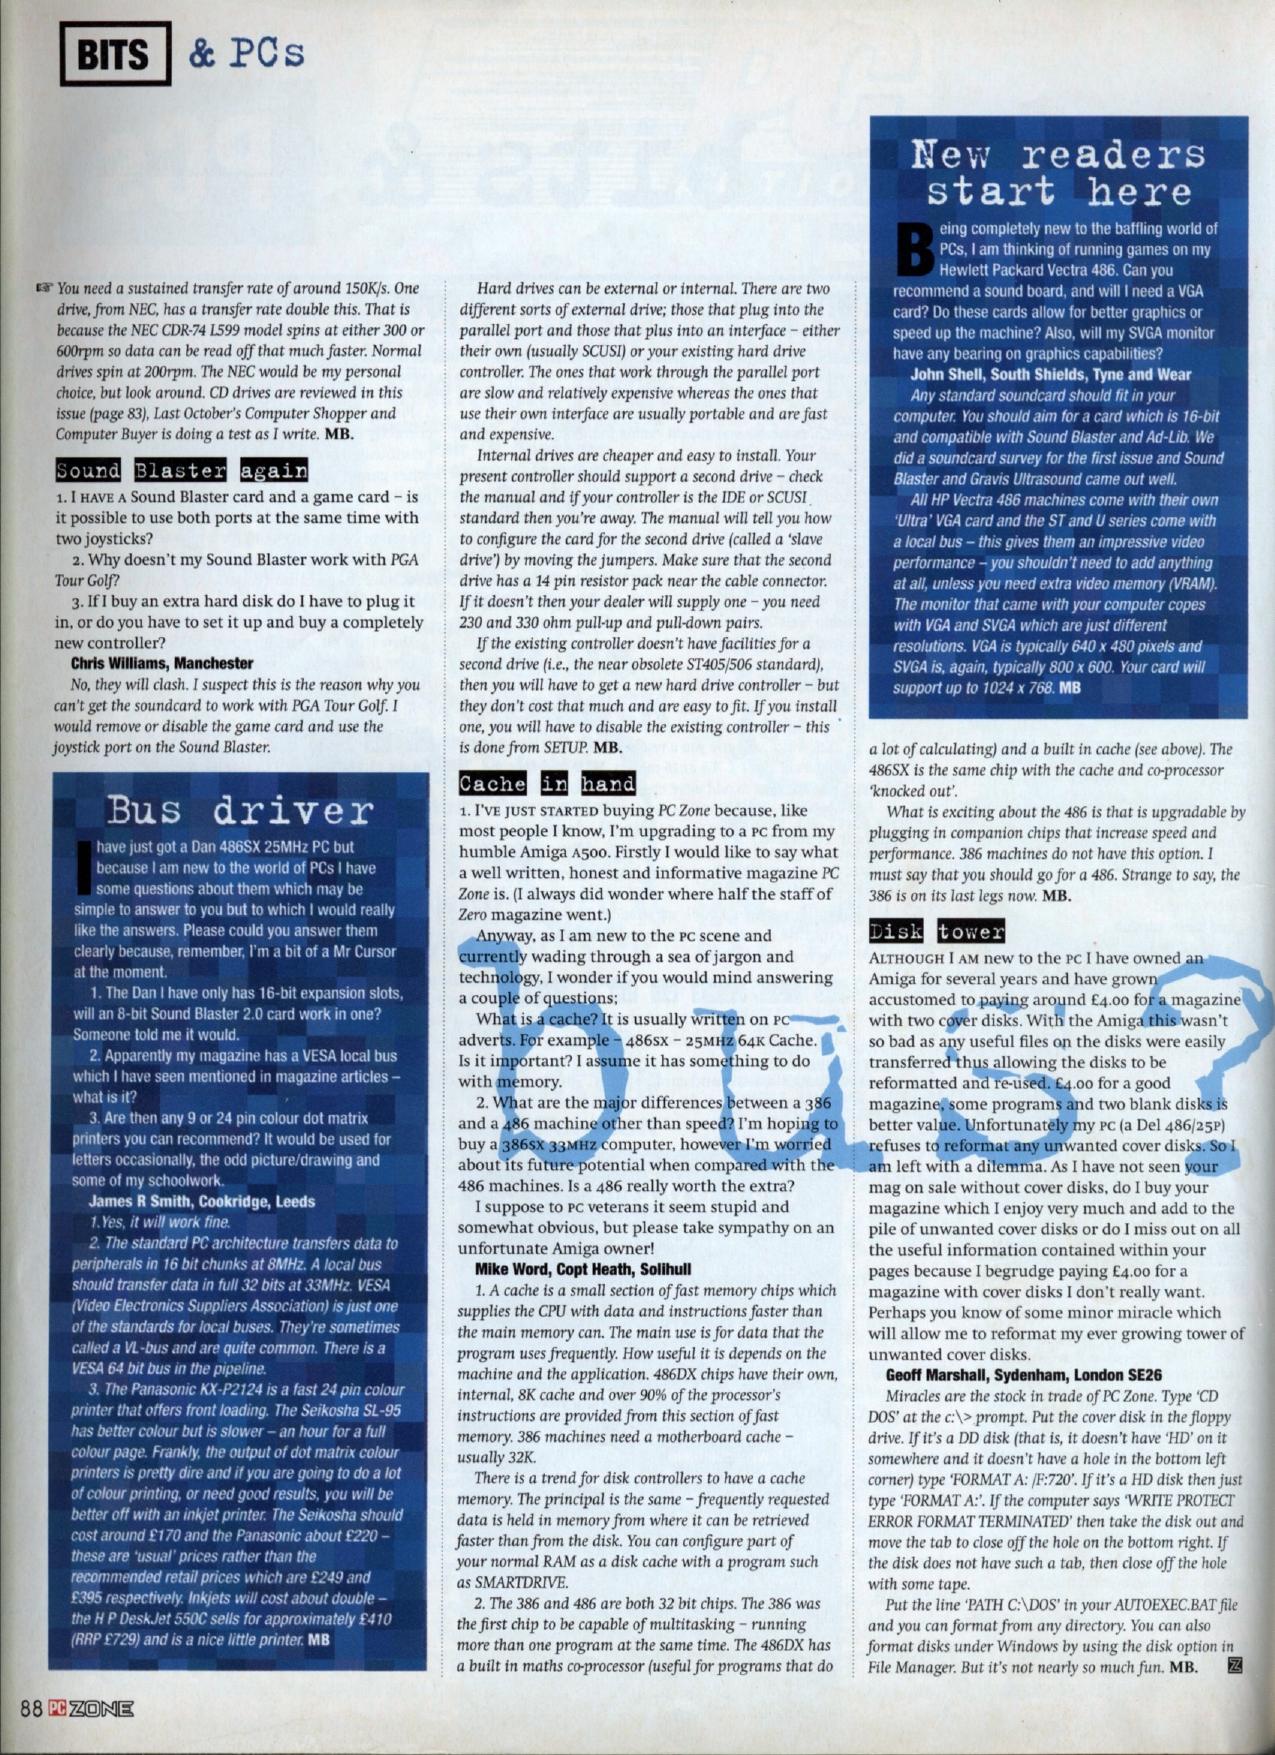 BITS & PCs
☞ You need a sustained transfer rate of around 150K/s. One
drive, from NEC, has a transfer rate double this. That is
because the NEC CDR-74 L599 model spins at either 300 or
600rpm so data can be read off that much faster. Normal
drives spin at 200rpm. The NEC would be my personal
choice, but look around. CD drives are reviewed in this
issue (page 83), Last October's Computer Shopper and
Computer Buyer is doing a test as I write. MB.
Sound Blaster again
1. I HAVE A Sound Blaster card and a game card – is
it possible to use both ports at the same time with
two joysticks?
2. Why doesn't my Sound Blaster work with PGA
Tour Golf?
3. If I buy an extra hard disk do I have to plug it
in, or do you have to set it up and buy a completely
new controller?
Chris Williams, Manchester
No, they will clash. I suspect this is the reason why you
can't get the soundcard to work with PGA Tour Golf. I
would remove or disable the game card and use the
joystick port on the Sound Blaster.
Bus driver
I have just got a Dan 486SX 25MHz PC but
because I am new to the world of PCs I have
some questions about them which may be
simple to answer to you but to which I would really
like the answers. Please could you answer them
clearly because, remember, I'm a bit of a Mr Cursor
at the moment.
1. The Dan I have only has 16-bit expansion slots,
will an 8-bit Sound Blaster 2.0 card work in one?
Someone told me it would.
2. Apparently my magazine has a VESA local bus
which I have seen mentioned in magazine articles –
what is it?
3. Are then any 9 or 24 pin colour dot matrix
printers you can recommend? It would be used for
letters occasionally, the odd picture/drawing and
some of my schoolwork.
James R Smith, Cookridge, Leeds
1. Yes, it will work fine.
2. The standard PC architecture transfers data to
peripherals in 16 bit chunks at 8MHz. A local bus
should transfer data in full 32 bits at 33MHz. VESA
(Video Electronics Suppliers Association) is just one
of the standards for local buses. They're sometimes
called a VL-bus and are quite common. There is a
VESA 64 bit bus in the pipeline.
3. The Panasonic KX-P2124 is a fast 24 pin colour
printer that offers front loading. The Seikosha SL-95
has better colour but is slower – an hour for a full
colour page. Frankly, the output of dot matrix colour
printers is pretty dire and if you are going to do a lot
of colour printing, or need good results, you will be
better off with an inkjet printer. The Seikosha should
cost around £170 and the Panasonic about £220 –
these are 'usual' prices rather than the
recommended retail prices which are £249 and
£395 respectively. Inkjets will cost about double –
the H P DeskJet 550C sells for approximately £410
(RRP £729) and is a nice little printer. MB
Hard drives can be external or internal. There are two
different sorts of external drive; those that plug into the
parallel port and those that plus into an interface – either
their own (usually SCUSI) or your existing hard drive
controller. The ones that work through the parallel port
are slow and relatively expensive whereas the ones that
use their own interface are usually portable and are fast
and expensive.
Internal drives are cheaper and easy to install. Your
present controller should support a second drive – check
the manual and if your controller is the IDE or SCUSI
standard then you're away. The manual will tell you how
to configure the card for the second drive (called a 'slave
drive') by moving the jumpers. Make sure that the second
drive has a 14 pin resistor pack near the cable connector.
If it doesn't then your dealer will supply one – you need
230 and 330 ohm pull-up and pull-down pairs.
If the existing controller doesn't have facilities for a
second drive (i.e., the near obsolete ST405/506 standard),
then you will have to get a new hard drive controller – but
they don't cost that much and are easy to fit. If you install
one, you will have to disable the existing controller – this
is done from SETUP. MB.
Cache in hand
1. I'VE JUST STARTED buying PC Zone because, like
most people I know, I'm upgrading to a PC from my
humble Amiga A500. Firstly I would like to say what
a well written, honest and informative magazine PC
Zone is. (I always did wonder where half the staff of
Zero magazine went.)
Anyway, as I am new to the PC scene and
currently wading through a sea of jargon and
technology, I wonder if you would mind answering
a couple of questions;
What is a cache? It is usually written on PC
adverts. For example – 486SX – 25MHZ 64K Cache.
Is it important? I assume it has something to do
with memory.
2. What are the major differences between a 386
and a 486 machine other than speed? I'm hoping to
buy a 386SX 33MHZ computer, however I'm worried
about its future potential when compared with the
486 machines. Is a 486 really worth the extra?
I suppose to PC veterans it seem stupid and
somewhat obvious, but please take sympathy on an
unfortunate Amiga owner!
Mike Word, Copt Heath, Solihull
1. A cache is a small section of fast memory chips which
supplies the CPU with data and instructions faster than
the main memory can. The main use is for data that the
program uses frequently. How useful it is depends on the
machine and the application. 486DX chips have their own,
internal, 8K cache and over 90% of the processor's
instructions are provided from this section of fast
memory. 386 machines need a motherboard cache –
usually 32K.
There is a trend for disk controllers to have a cache
memory. The principal is the same – frequently requested
data is held in memory from where it can be retrieved
faster than from the disk. You can configure part of
your normal RAM as a disk cache with a program such
as SMARTDRIVE.
2. The 386 and 486 are both 32 bit chips. The 386 was
the first chip to be capable of multitasking – running
more than one program at the same time. The 486DX has
a built in maths co-processor (useful for programs that do
New readers
start here
Being completely new to the baffling world of
PCs, I am thinking of running games on my
Hewlett Packard Vectra 486. Can you
recommend a sound board, and will I need a VGA
card? Do these cards allow for better graphics or
speed up the machine? Also, will my SVGA monitor
have any bearing on graphics capabilities?
John Shell, South Shields, Tyne and Wear
Any standard soundcard should fit in your
computer. You should aim for a card which is 16-bit
and compatible with Sound Blaster and Ad-Lib. We
did a soundcard survey for the first issue and Sound
Blaster and Gravis Ultrasound came out well.
All HP Vectra 486 machines come with their own
'Ultra' VGA card and the ST and U series come with
a local bus – this gives them an impressive video
performance – you shouldn't need to add anything
at all, unless you need extra video memory (VRAM).
The monitor that came with your computer copes
with VGA and SVGA which are just different
resolutions. VGA is typically 640 x 480 pixels and
SVGA is, again, typically 800 x 600. Your card will
support up to 1024 x 768. MB
a lot of calculating) and a built in cache (see above). The
486SX is the same chip with the cache and co-processor
'knocked out'.
What is exciting about the 486 is that is upgradable by
plugging in companion chips that increase speed and
performance. 386 machines do not have this option. I
must say that you should go for a 486. Strange to say, the
386 is on its last legs now. MB.
Disk tower
ALTHOUGH I AM new to the PC I have owned an
Amiga for several years and have grown
accustomed to paying around £4.00 for a magazine
with two cover disks. With the Amiga this wasn't
so bad as any useful files on the disks were easily
transferred thus allowing the disks to be
reformatted and re-used. £4.00 for a good
magazine, some programs and two blank disks is
better value. Unfortunately my PC (a Del 486/25P)
refuses to reformat any unwanted cover disks. So I
am left with a dilemma. As I have not seen your
mag on sale without cover disks, do I buy your
magazine which I enjoy very much and add to the
pile of unwanted cover disks or do I miss out on all
the useful information contained within your
pages because I begrudge paying £4.00 for a
magazine with cover disks I don't really want.
Perhaps you know of some minor miracle which
will allow me to reformat my ever growing tower of
unwanted cover disks.
Geoff Marshall, Sydenham, London SE26
Miracles are the stock in trade of PC Zone. Type 'CD
DOS' at the c:\> prompt. Put the cover disk in the floppy
drive. If it's a DD disk (that is, it doesn't have 'HD' on it
somewhere and it doesn't have a hole in the bottom left
corner) type 'FORMAT A: /F:720'. If it's a HD disk then just
type 'FORMAT A:'. If the computer says 'WRITE PROTECT
ERROR FORMAT TERMINATED' then take the disk out and
move the tab to close off the hole on the bottom right. If
the disk does not have such a tab, then close off the hole
with some tape.
Put the line 'PATH C:\DOS' in your AUTOEXEC.BAT file
and you can format from any directory. You can also
format disks under Windows by using the disk option in
File Manager. But it's not nearly so much fun. MB. Z
bus?
88 PC ZONE